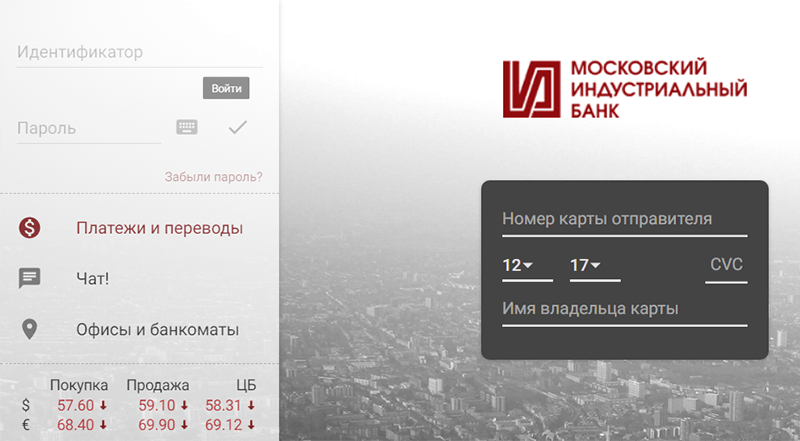 Идентификатор
Войти
Пароль
Забыли пароль?
Платежи и переводы
Чат!
Офисы и банкоматы
Покупка Продажа ЦБ
$ 57.60 59.10 58.31
€ 68.40 69.90 69.12
МОСКОВСКИЙ
ИНДУСТРИАЛЬНЫЙ
БАНК
Номер карты отправителя
12 17 CVC
Имя владельца карты